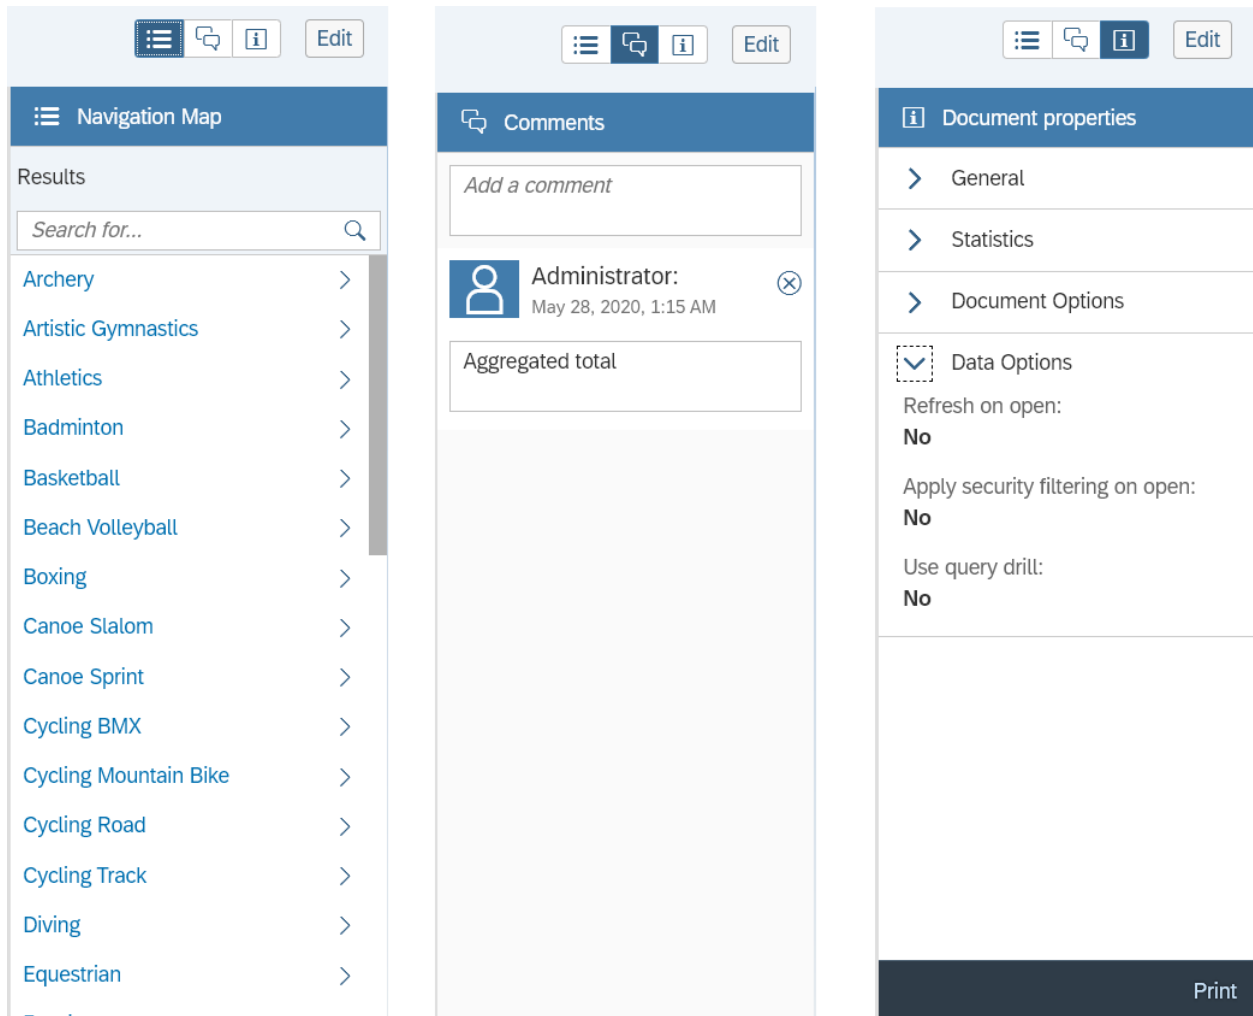 Edit
Navigation Map
Results
Search for...
Archery
Artistic Gymnastics
Athletics
Badminton
Basketball
Beach Volleyball
Boxing
Canoe Slalom
Canoe Sprint
Cycling BMX
Cycling Mountain Bike
Cycling Road
Cycling Track
Diving
Equestrian
Edit
Comments
Add a comment
Administrator:
May 28, 2020, 1:15 AM
Aggregated total
Edit
Document properties
General
Statistics
Document Options
Data Options
Refresh on open:
No
Apply security filtering on open:
No
Use query drill:
No
Print